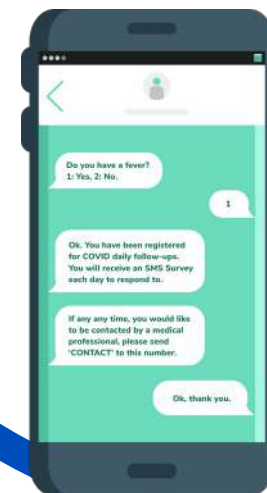 Do you have a fever?
1: Yes, 2: No.
1
Ok. You have been registered
for COVID daily follow-ups.
You will receive an SMS Survey
each day to respond to.
If any any time, you would like
to be contacted by a medical
professional, please send
'CONTACT' to this number.
Ok, thank you.